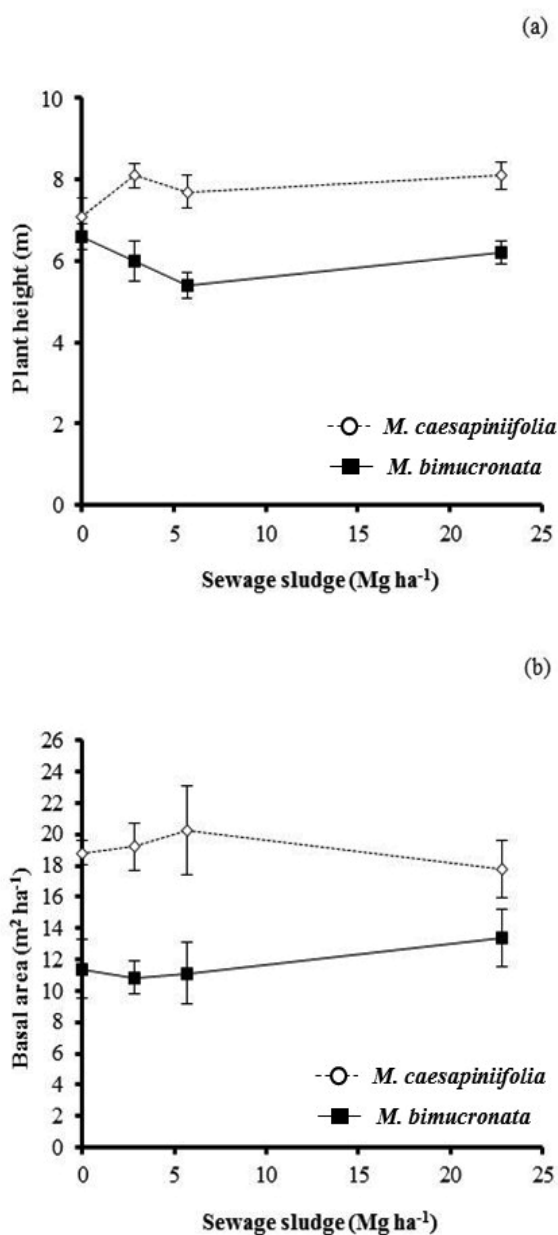 (a)
10
8
6
4
2
0
Plant height (m)
M. caesapiniifolia
M. bimucronata
0 5 10 15 20 25
Sewage sludge (Mg ha⁻¹)
(b)
26
24
22
20
18
16
14
12
10
8
6
4
2
0
Basal area (m² ha⁻¹)
M. caesapiniifolia
M. bimucronata
0 5 10 15 20 25
Sewage sludge (Mg ha⁻¹)